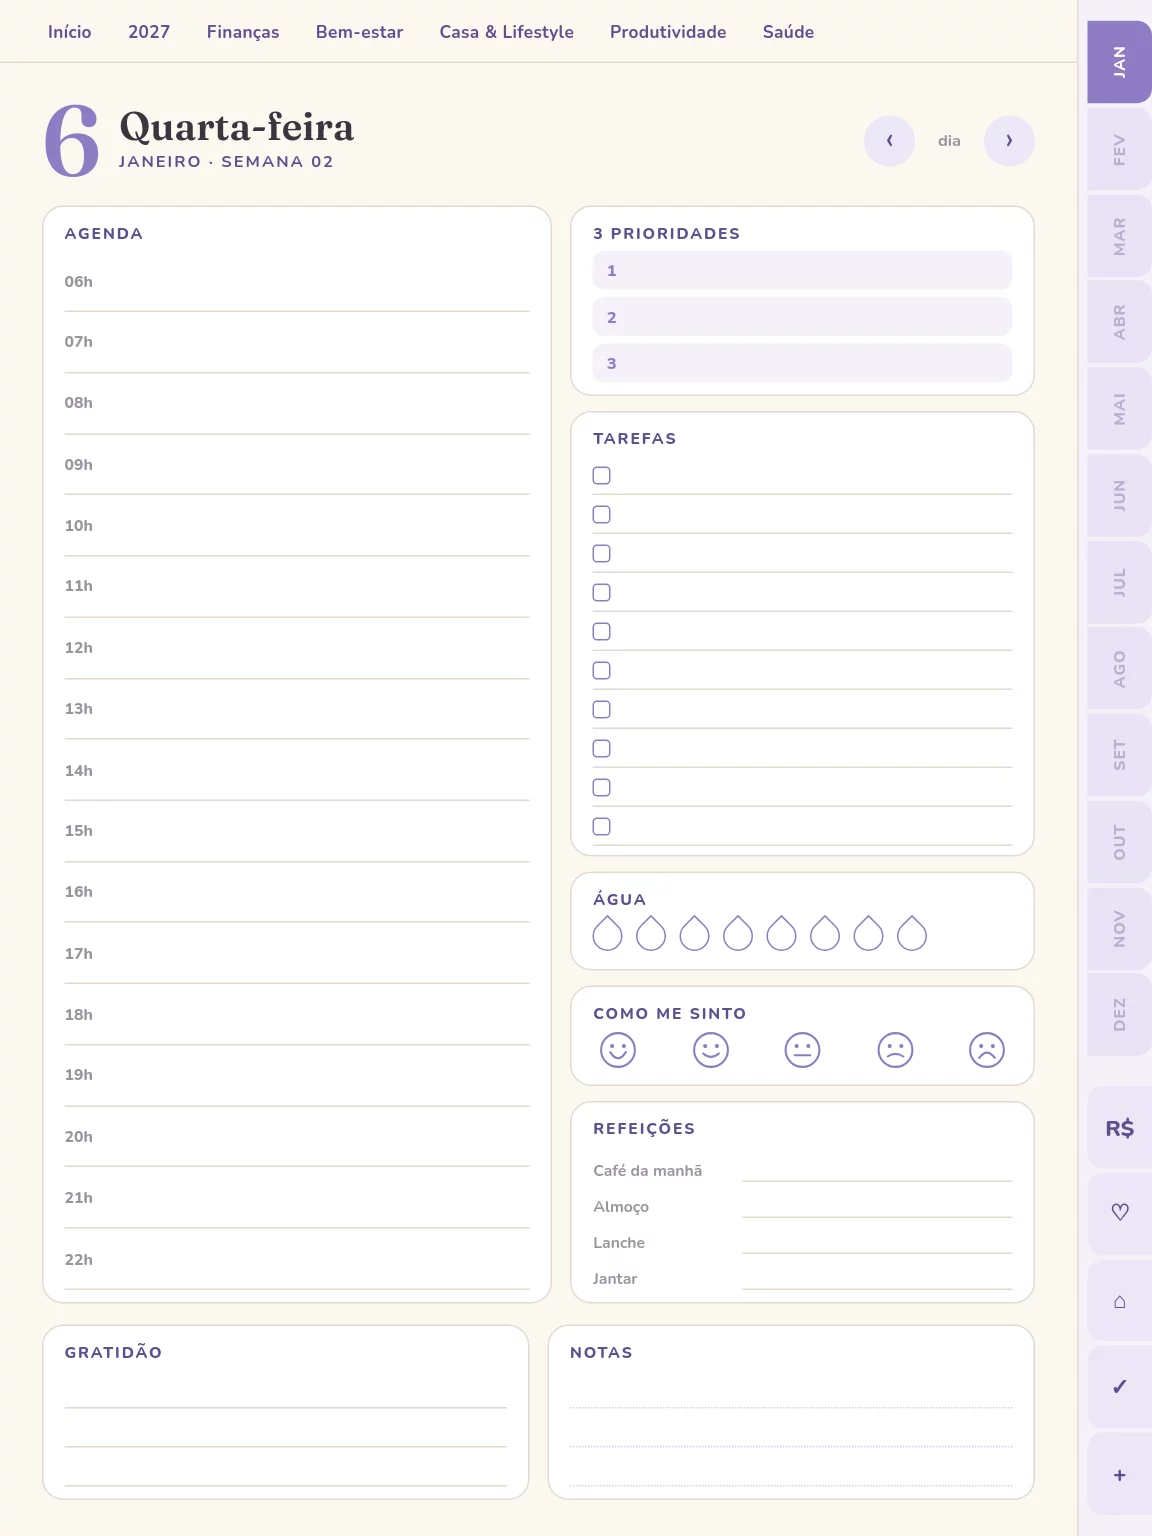 Início 2027 Finanças Bem-estar Casa & Lifestyle Produtividade Saúde
6 Quarta-feira
JANEIRO · SEMANA 02
‹ dia ›
AGENDA
06h
07h
08h
09h
10h
11h
12h
13h
14h
15h
16h
17h
18h
19h
20h
21h
22h
3 PRIORIDADES
1
2
3
TAREFAS
ÁGUA
COMO ME SINTO
REFEIÇÕES
Café da manhã
Almoço
Lanche
Jantar
GRATIDÃO
NOTAS
JAN
FEV
MAR
ABR
MAI
JUN
JUL
AGO
SET
OUT
NOV
DEZ
R$
♡
⌂
✓
+